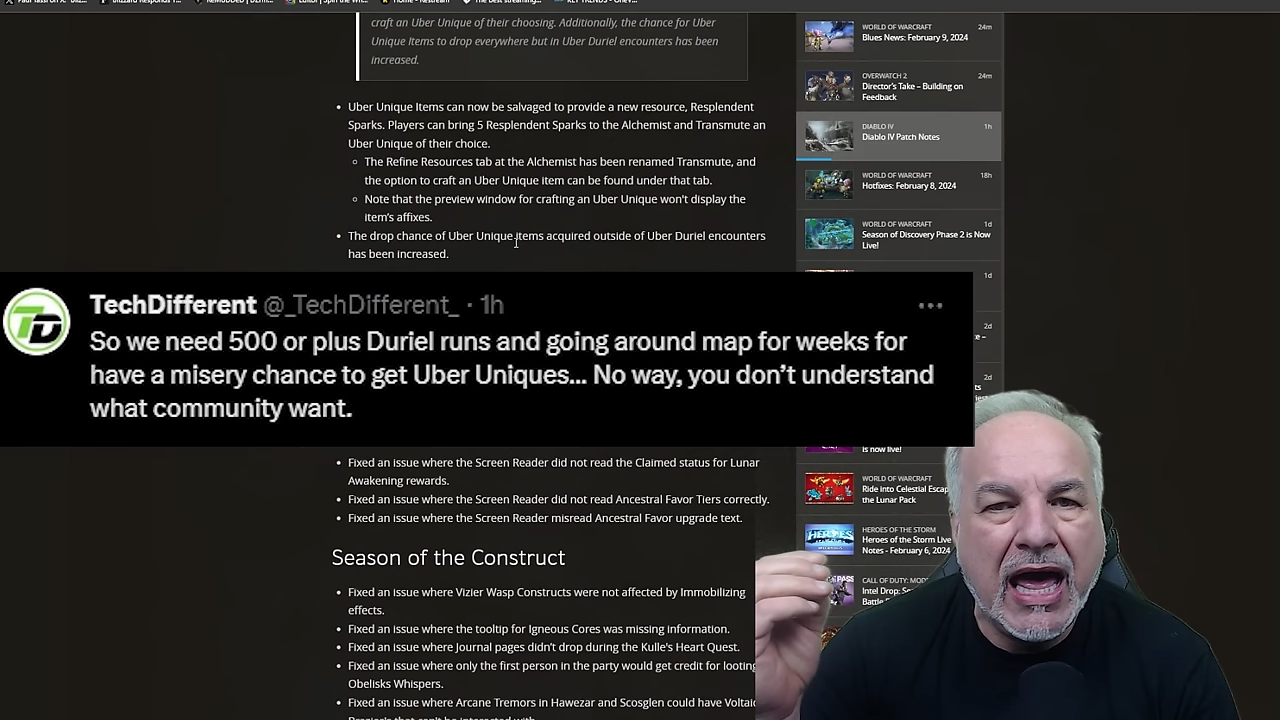 Home - Restream
craft an Uber Unique of their choosing. Additionally, the chance for Uber
Unique Items to drop everywhere but in Uber Duriel encounters has been
increased.
• Uber Unique Items can now be salvaged to provide a new resource, Resplendent
Sparks. Players can bring 5 Resplendent Sparks to the Alchemist and Transmute an
Uber Unique of their choice.
The Refine Resources tab at the Alchemist has been renamed Transmute, and
the option to craft an Uber Unique item can be found under that tab.
Note that the preview window for crafting an Uber Unique won't display the
item's affixes.
• The drop chance of Uber Unique items acquired outside of Uber Duriel encounters
has been increased.
TechDifferent @_TechDifferent_ · 1h
So we need 500 or plus Duriel runs and going around map for weeks for
have a misery chance to get Uber Uniques... No way, you don't understand
what community want.
TD
• Fixed an issue where the Screen Reader did not read the Claimed status for Lunar
Awakening rewards.
• Fixed an issue where the Screen Reader did not read Ancestral Favor Tiers correctly.
• Fixed an issue where the Screen Reader misread Ancestral Favor upgrade text.
Season of the Construct
• Fixed an issue where Vizier Wasp Constructs were not affected by Immobilizing
effects.
• Fixed an issue where the tooltip for Igneous Cores was missing information.
• Fixed an issue where Journal pages didn't drop during the Kulle's Heart Quest.
• Fixed an issue where only the first person in the party would get credit for looting
Obelisks Whispers.
• Fixed an issue where Arcane Tremors in Hawezar and Scosglen could have Voltaic
WORLD OF WARCRAFT 24m
Blues News: February 9, 2024
OVERWATCH 2 24m
Director's Take – Building on
Feedback
DIABLO IV 1h
Diablo IV Patch Notes
WORLD OF WARCRAFT 18h
Hotfixes: February 8, 2024
WORLD OF WARCRAFT 1d
Season of Discovery Phase 2 is Now
Live!
1d
2d
2d
is now live!
WORLD OF WARCRAFT
Ride into Celestial
the Lunar Pack
HEROES OF THE STORM
Heroes of the Storm Live
Notes - February 6, 2024
CALL OF DUTY:
Intel Drop: